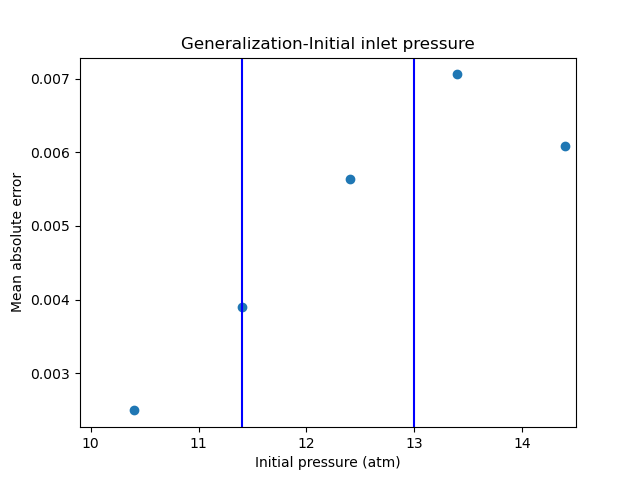 Generalization-Initial inlet pressure
0.007
0.006
0.005
0.004
0.003
Mean absolute error
10 11 12 13 14
Initial pressure (atm)